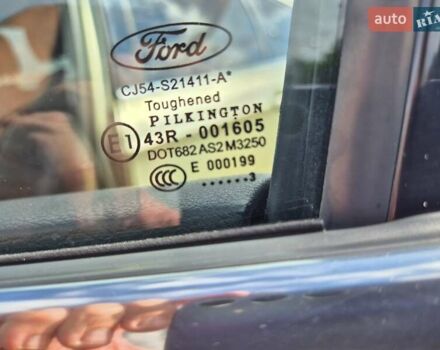 auto RIA
Ford
CJ54-S21411-A*
Toughened
PILKINGTON
E1 43R - 001605
DOT682 AS2 M3250
CCC E 000199
......3